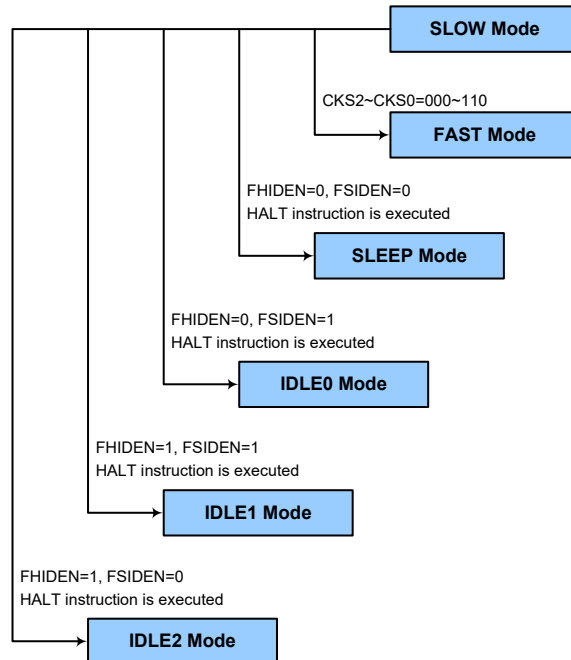 SLOW Mode
CKS2~CKS0=000~110
FAST Mode
FHIDEN=0, FSIDEN=0
HALT instruction is executed
SLEEP Mode
FHIDEN=0, FSIDEN=1
HALT instruction is executed
IDLE0 Mode
FHIDEN=1, FSIDEN=1
HALT instruction is executed
IDLE1 Mode
FHIDEN=1, FSIDEN=0
HALT instruction is executed
IDLE2 Mode